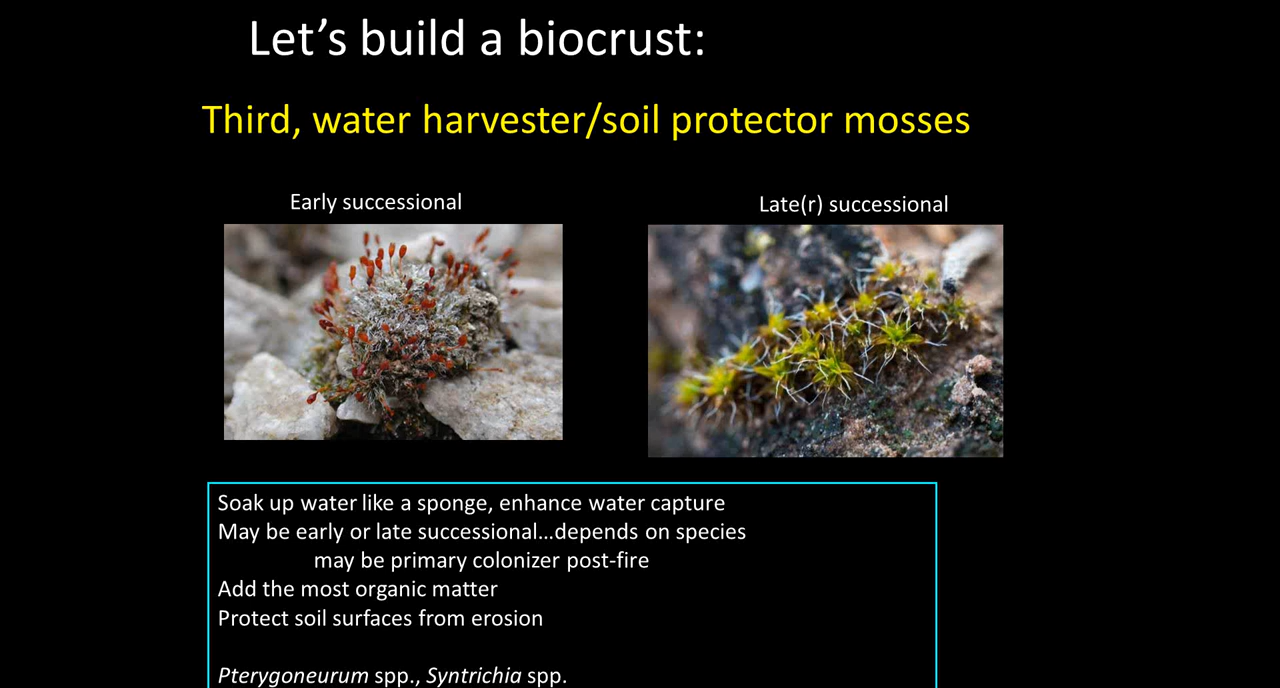 Let’s build a biocrust:
Third, water harvester/soil protector mosses
Early successional
Late(r) successional
Soak up water like a sponge, enhance water capture
May be early or late successional…depends on species
may be primary colonizer post-fire
Add the most organic matter
Protect soil surfaces from erosion
Pterygoneurum spp., Syntrichia spp.